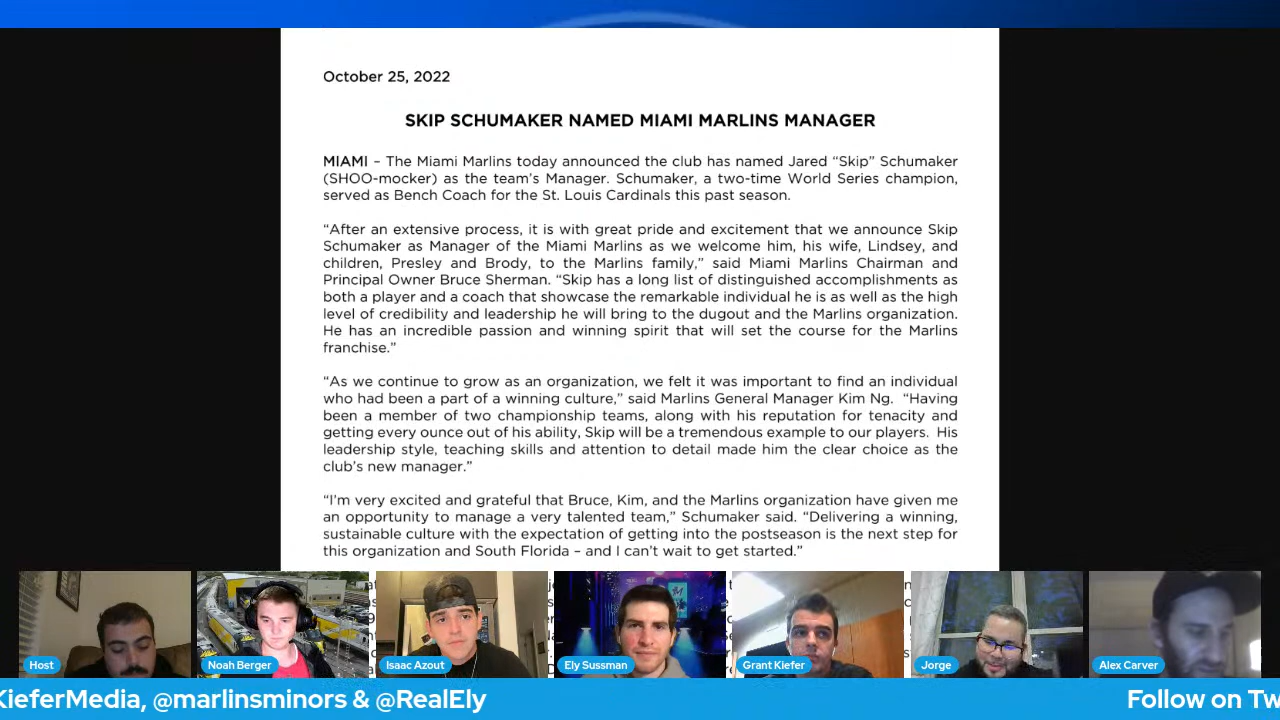 October 25, 2022
SKIP SCHUMAKER NAMED MIAMI MARLINS MANAGER
MIAMI – The Miami Marlins today announced the club has named Jared “Skip” Schumaker
(SHOO-mocker) as the team’s Manager. Schumaker, a two-time World Series champion,
served as Bench Coach for the St. Louis Cardinals this past season.
“After an extensive process, it is with great pride and excitement that we announce Skip
Schumaker as Manager of the Miami Marlins as we welcome him, his wife, Lindsey, and
children, Presley and Brody, to the Marlins family,” said Miami Marlins Chairman and
Principal Owner Bruce Sherman. “Skip has a long list of distinguished accomplishments as
both a player and a coach that showcase the remarkable individual he is as well as the high
level of credibility and leadership he will bring to the dugout and the Marlins organization.
He has an incredible passion and winning spirit that will set the course for the Marlins
franchise.”
“As we continue to grow as an organization, we felt it was important to find an individual
who had been a part of a winning culture,” said Marlins General Manager Kim Ng. “Having
been a member of two championship teams, along with his reputation for tenacity and
getting every ounce out of his ability, Skip will be a tremendous example to our players. His
leadership style, teaching skills and attention to detail made him the clear choice as the
club’s new manager.”
“I’m very excited and grateful that Bruce, Kim, and the Marlins organization have given me
an opportunity to manage a very talented team,” Schumaker said. “Delivering a winning,
sustainable culture with the expectation of getting into the postseason is the next step for
this organization and South Florida – and I can’t wait to get started.”
Host
Noah Berger
Isaac Azout
Ely Sussman
Grant Kiefer
Jorge
Alex Carver
KieferMedia, @marlinsminors & @RealEly
Follow on Tw